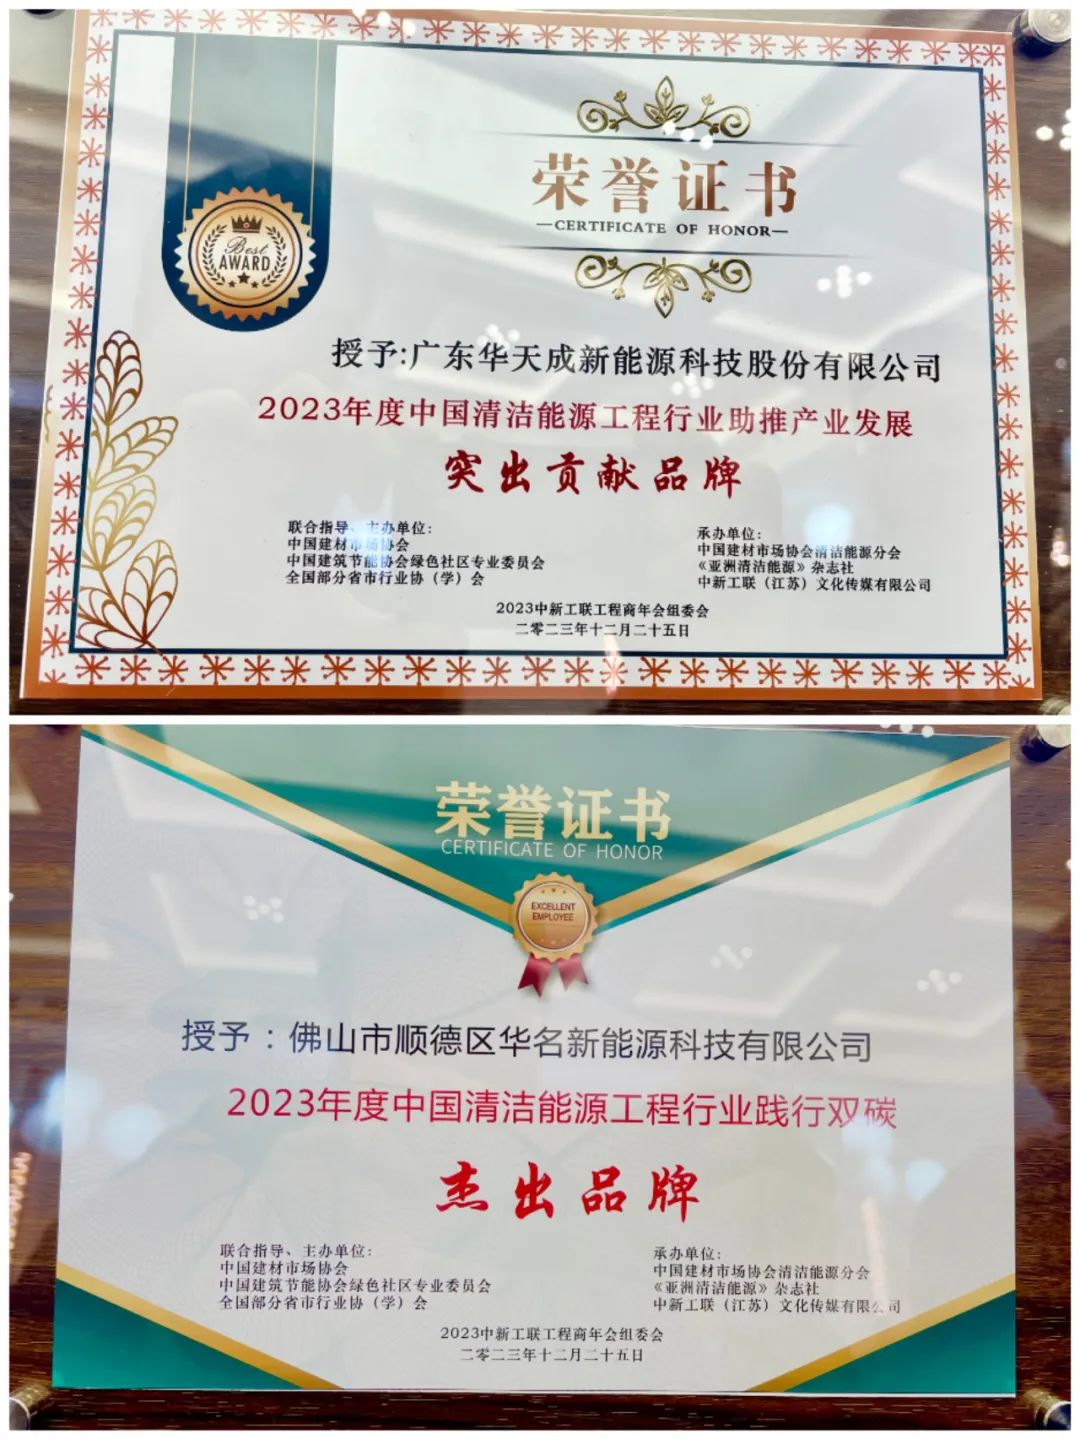 荣誉证书
—CERTIFICATE OF HONOR—
Best
AWARD
授予:广东华天成新能源科技股份有限公司
2023年度中国清洁能源工程行业助推产业发展
突出贡献品牌
联合指导、主办单位:
中国建材市场协会
中国建筑节能协会绿色社区专业委员会
全国部分省市行业协（学）会
承办单位:
中国建材市场协会清洁能源分会
《亚洲清洁能源》杂志社
中新工联（江苏）文化传媒有限公司
2023中新工联工程商年会组委会
二零二三年十二月二十五日
荣誉证书
CERTIFICATE OF HONOR
EXCELLENT
EMPLOYEE
授予：佛山市顺德区华名新能源科技有限公司
2023年度中国清洁能源工程行业践行双碳
杰出品牌
联合指导、主办单位:
中国建材市场协会
中国建筑节能协会绿色社区专业委员会
全国部分省市行业协（学）会
承办单位:
中国建材市场协会清洁能源分会
《亚洲清洁能源》杂志社
中新工联（江苏）文化传媒有限公司
2023中新工联工程商年会组委会
二零二三年十二月二十五日